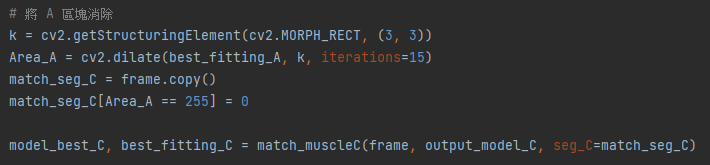 # 將 A 區塊消除
k = cv2.getStructuringElement(cv2.MORPH_RECT, (3, 3))
Area_A = cv2.dilate(best_fitting_A, k, iterations=15)
match_seg_C = frame.copy()
match_seg_C[Area_A == 255] = 0
model_best_C, best_fitting_C = match_muscleC(frame, output_model_C, seg_C=match_seg_C)